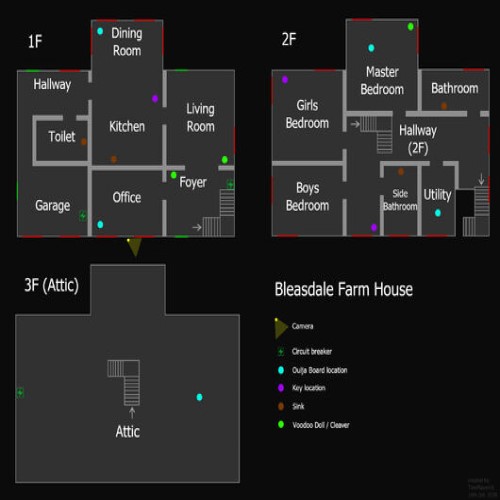 1F
Dining
Room
Hallway
Living
Room
Toilet
Kitchen
Garage
Office
Foyer
2F
Master
Bedroom
Bathroom
Girls
Bedroom
Hallway
(2F)
Boys
Bedroom
Side
Bathroom
Utility
3F (Attic)
Attic
Bleasdale Farm House
Camera
Circuit breaker
Ouija Board location
Key location
Sink
Voodoo Doll / Cleaver